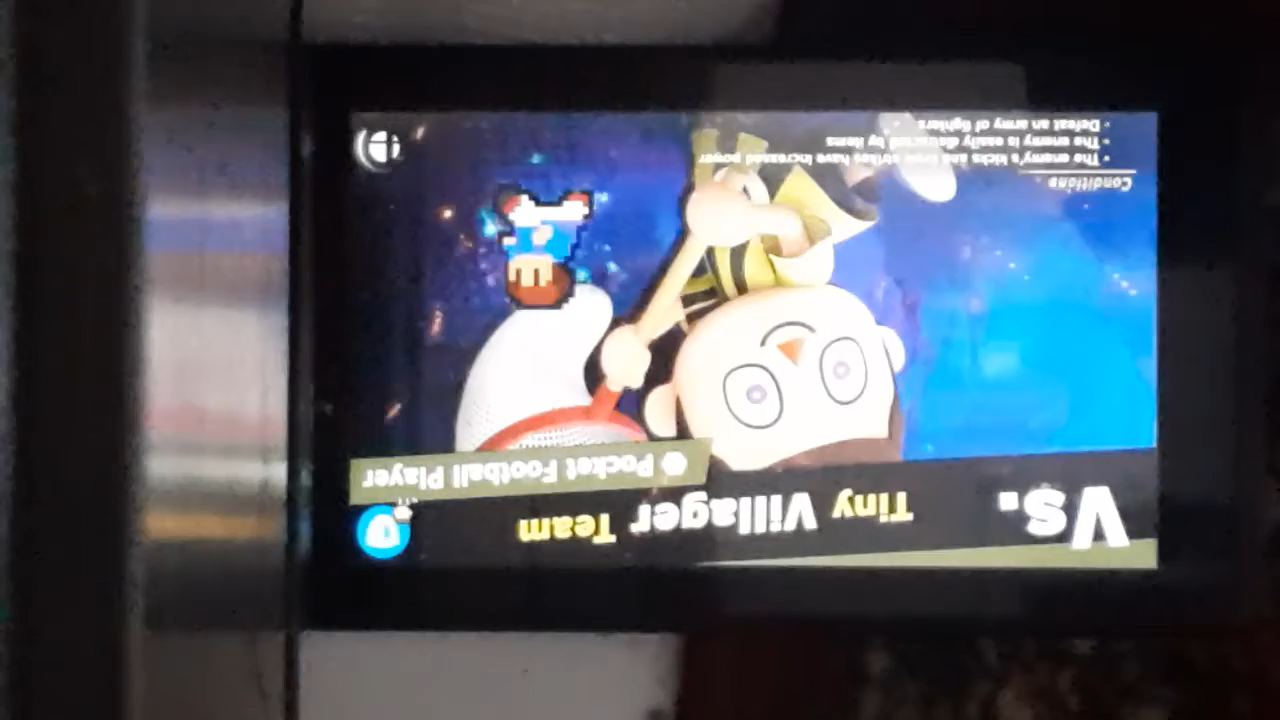 Vs.
Tiny Villager Team
Pocket Football Player
Conditions
• The enemy's kicks and knee strikes have increased power
• The enemy is easily distracted by items
• Defeat an army of fighters